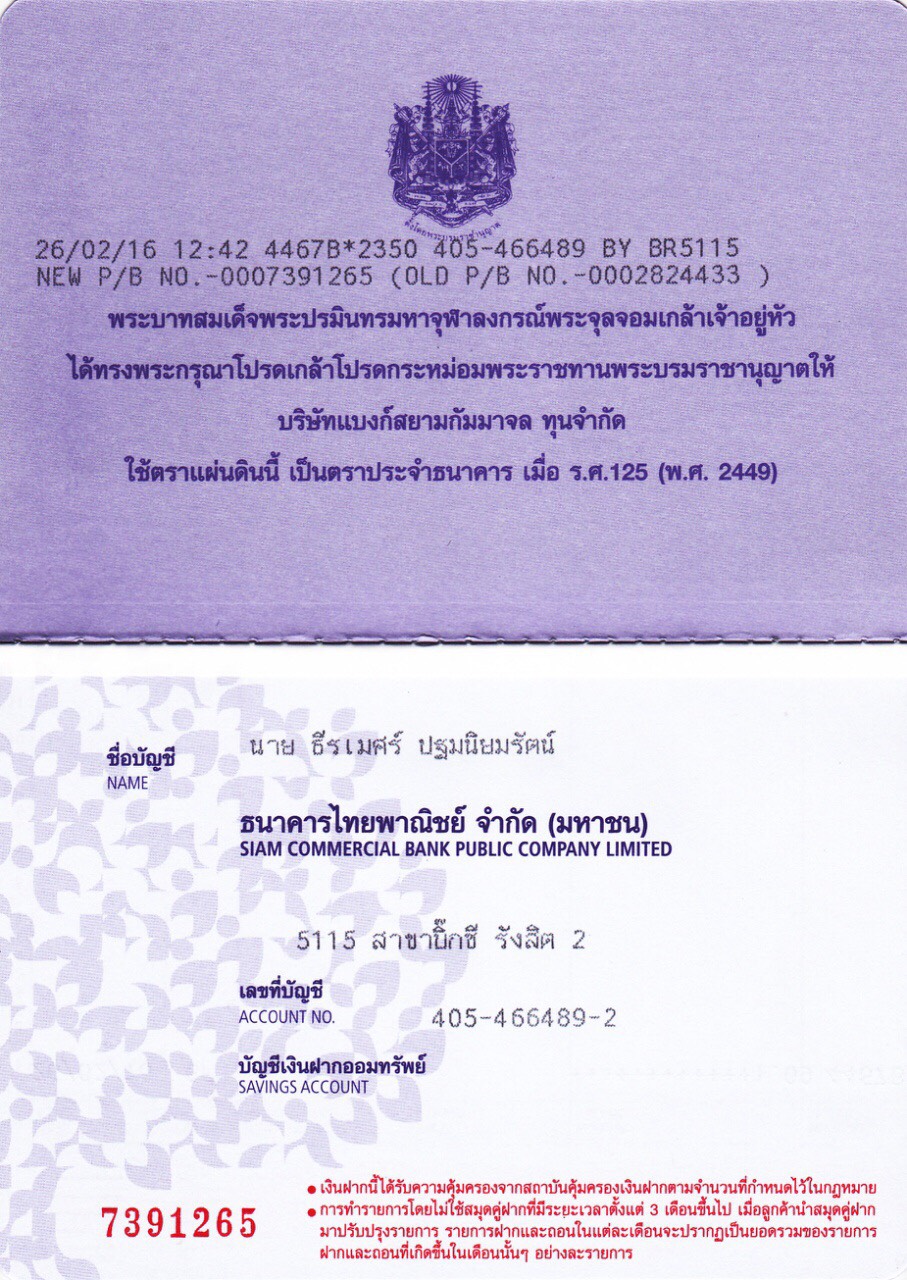 ตั้งโดยพระบรมราชานุญาต
26/02/16 12:42 4467B*2350 405-466489 BY BR5115
NEW P/B NO.-0007391265 (OLD P/B NO.-0002824433 )
พระบาทสมเด็จพระปรมินทรมหาจุฬาลงกรณ์พระจุลจอมเกล้าเจ้าอยู่หัว
ได้ทรงพระกรุณาโปรดเกล้าโปรดกระหม่อมพระราชทานพระบรมราชานุญาตให้
บริษัทแบงก์สยามกัมมาจล ทุนจำกัด
ใช้ตราแผ่นดินนี้ เป็นตราประจำธนาคาร เมื่อ ร.ศ.125 (พ.ศ. 2449)
ชื่อบัญชี นาย ธีรเมศร์ ปฐมนิยมรัตน์
NAME
ธนาคารไทยพาณิชย์ จำกัด (มหาชน)
SIAM COMMERCIAL BANK PUBLIC COMPANY LIMITED
5115 สาขาบิ๊กซี รังสิต 2
เลขที่บัญชี
ACCOUNT NO. 405-466489-2
บัญชีเงินฝากออมทรัพย์
SAVINGS ACCOUNT
7391265
• เงินฝากนี้ได้รับความคุ้มครองจากสถาบันคุ้มครองเงินฝากตามจำนวนที่กำหนดไว้ในกฎหมาย
• การทำรายการโดยไม่ใช้สมุดคู่ฝากที่มีระยะเวลาตั้งแต่ 3 เดือนขึ้นไป เมื่อลูกค้านำสมุดคู่ฝาก
มาปรับปรุงรายการ รายการฝากและถอนในแต่ละเดือนจะปรากฏเป็นยอดรวมของรายการ
ฝากและถอนที่เกิดขึ้นในเดือนนั้นๆ อย่างละรายการ